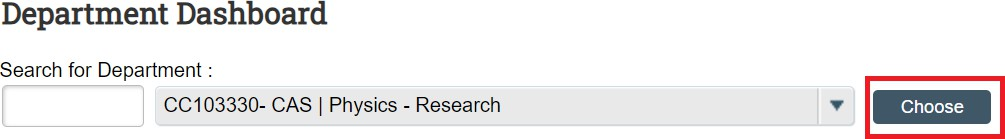 Department Dashboard
Search for Department :
CC103330- CAS | Physics - Research
Choose